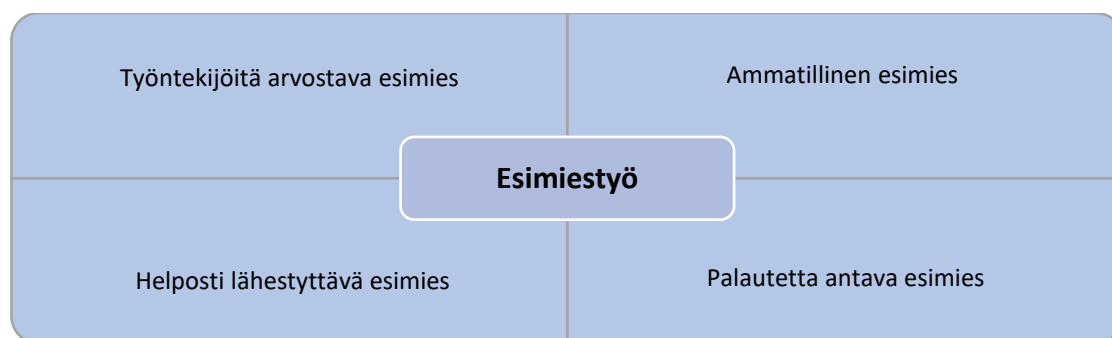 Työntekijöitä arvostava esimies
Ammatillinen esimies
Esimiestyö
Helposti lähestyttävä esimies
Palautetta antava esimies